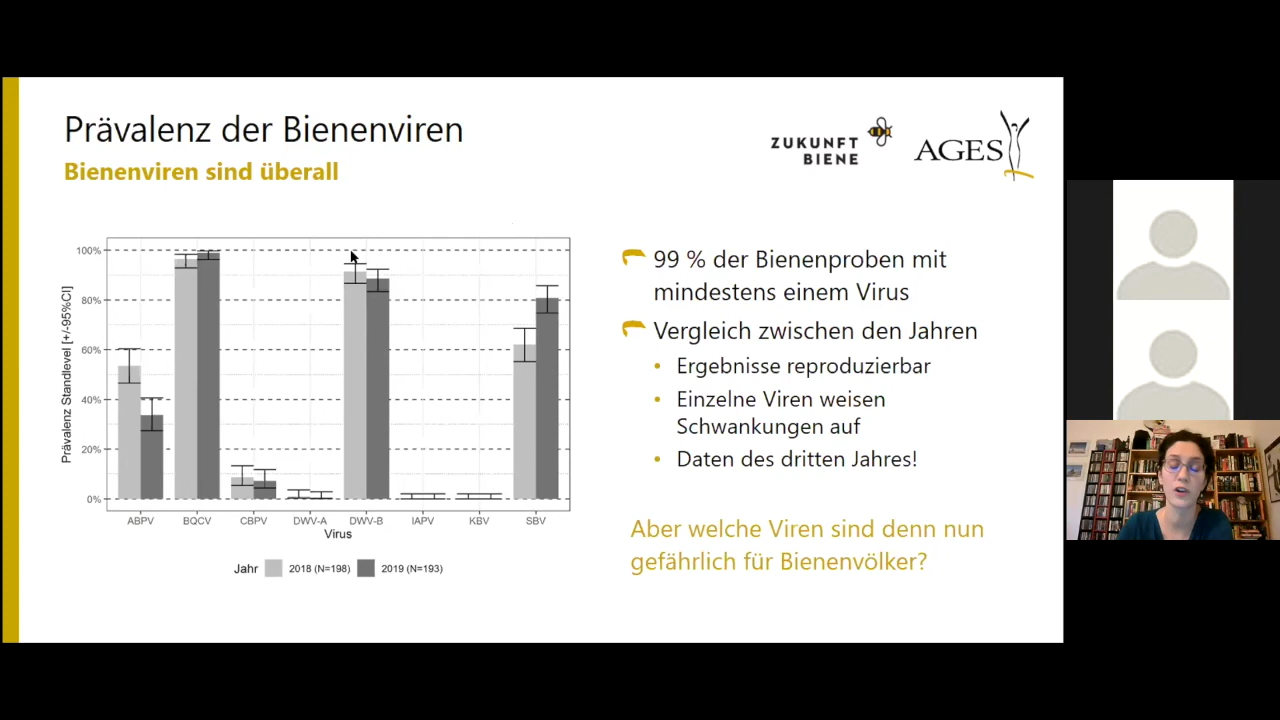 Prävalenz der Bienenviren
Bienenviren sind überall
ZUKUNFT
BIENE
AGES
Prävalenz Standlevel [+/-95%CI]
100%
80%
60%
40%
20%
0%
ABPV BQCV CBPV DWV-A DWV-B IAPV KBV SBV
Virus
Jahr 2018 (N=198) 2019 (N=193)
99 % der Bienenproben mit
mindestens einem Virus
Vergleich zwischen den Jahren
• Ergebnisse reproduzierbar
• Einzelne Viren weisen
Schwankungen auf
• Daten des dritten Jahres!
Aber welche Viren sind denn nun
gefährlich für Bienenvölker?